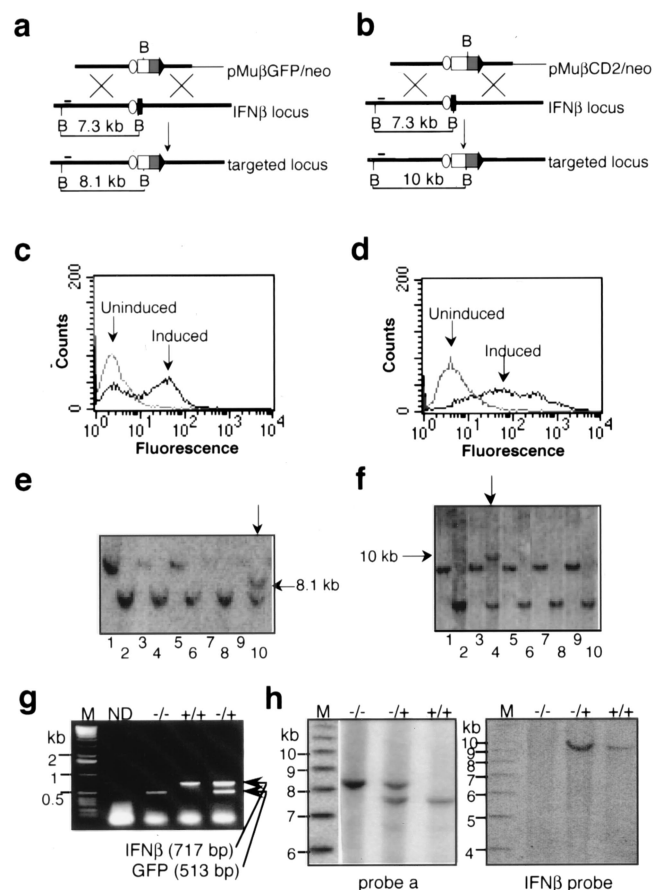 a
B
pMuβGFP/neo
IFNβ locus
B 7.3 kb B
targeted locus
B B
8.1 kb
b
B
pMuβCD2/neo
IFNβ locus
B 7.3 kb B
targeted locus
B 10 kb B
c
200
Counts
0
Uninduced
Induced
10^0 10^1 10^2 10^3 10^4
Fluorescence
d
200
Counts
0
Uninduced
Induced
10^0 10^1 10^2 10^3 10^4
Fluorescence
e
8.1 kb
1 3 5 7 9
2 4 6 8 10
f
10 kb
1 3 5 7 9
2 4 6 8 10
g
M ND -/- +/+ -/+
kb
2
1
0.5
IFNβ (717 bp)
GFP (513 bp)
h
M -/- -/+ +/+
kb
10
9
8
7
6
probe a
M -/- -/+ +/+
kb
10
9
8
7
6
5
4
IFNβ probe